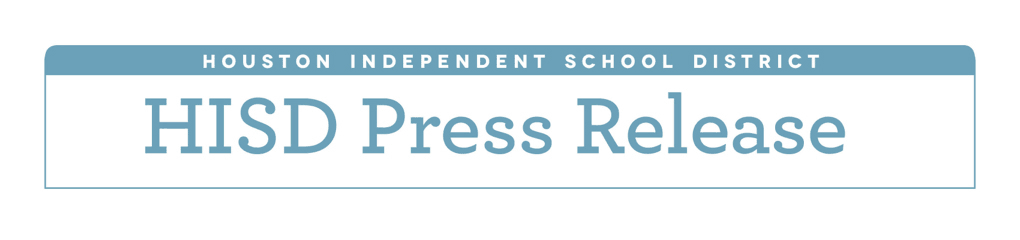 HOUSTON INDEPENDENT SCHOOL DISTRICT
HISD Press Release